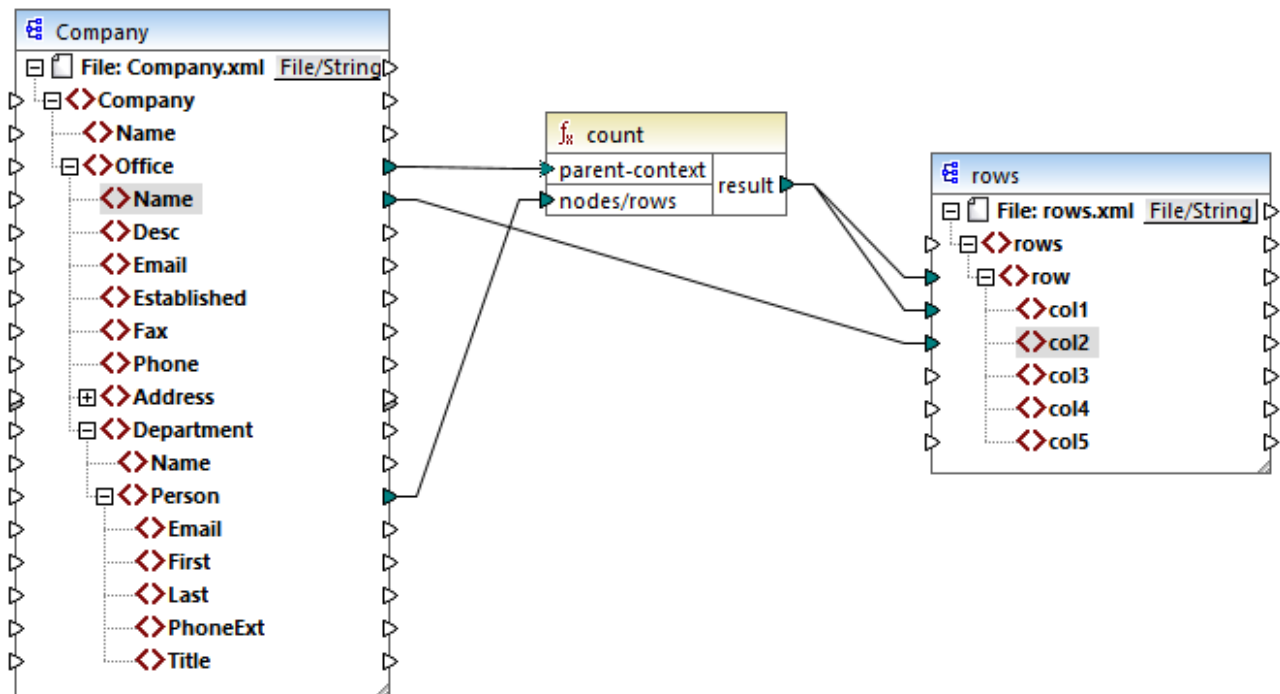 Company
File: Company.xml File/String
Company
Name
Office
Name
Desc
Email
Established
Fax
Phone
Address
Department
Name
Person
Email
First
Last
PhoneExt
Title
fx count
parent-context
nodes/rows
result
rows
File: rows.xml File/String
rows
row
col1
col2
col3
col4
col5